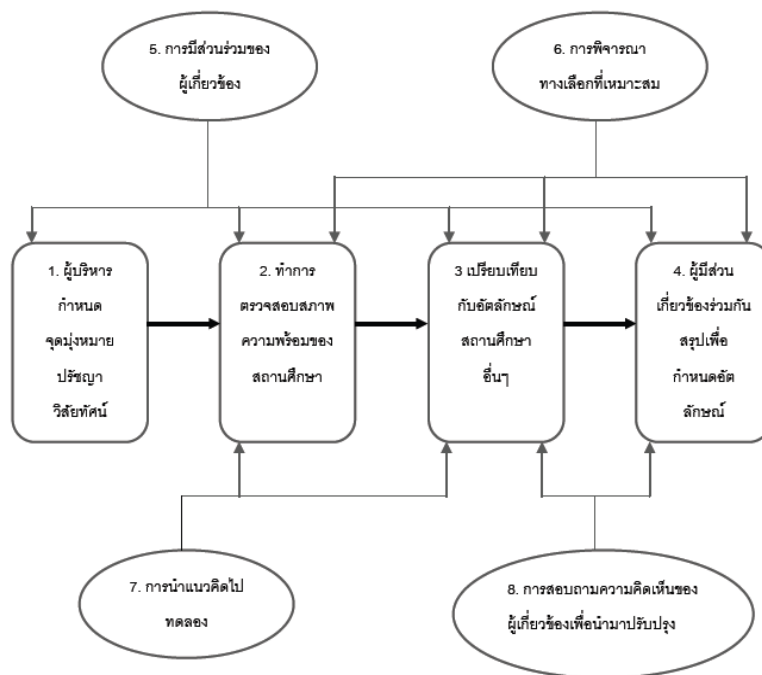 5. การมีส่วนร่วมของ
ผู้เกี่ยวข้อง
6. การพิจารณา
ทางเลือกที่เหมาะสม
1. ผู้บริหาร
กำหนด
จุดมุ่งหมาย
ปรัชญา
วิสัยทัศน์
2. ทำการ
ตรวจสอบสภาพ
ความพร้อมของ
สถานศึกษา
3 เปรียบเทียบ
กับอัตลักษณ์
สถานศึกษา
อื่นๆ
4. ผู้มีส่วน
เกี่ยวข้องร่วมกัน
สรุปเพื่อ
กำหนดอัต
ลักษณ์
7. การนำแนวคิดไป
ทดลอง
8. การสอบถามความคิดเห็นของ
ผู้เกี่ยวข้องเพื่อนำมาปรับปรุง